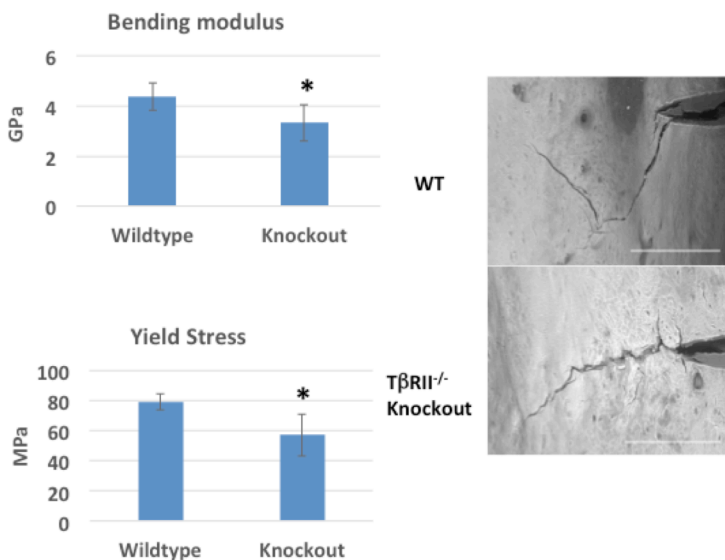 Bending modulus
6
4
2
0
GPa
*
Wildtype
Knockout
Yield Stress
100
80
60
40
20
0
MPa
*
Wildtype
Knockout
WT
TβRII-/-
Knockout